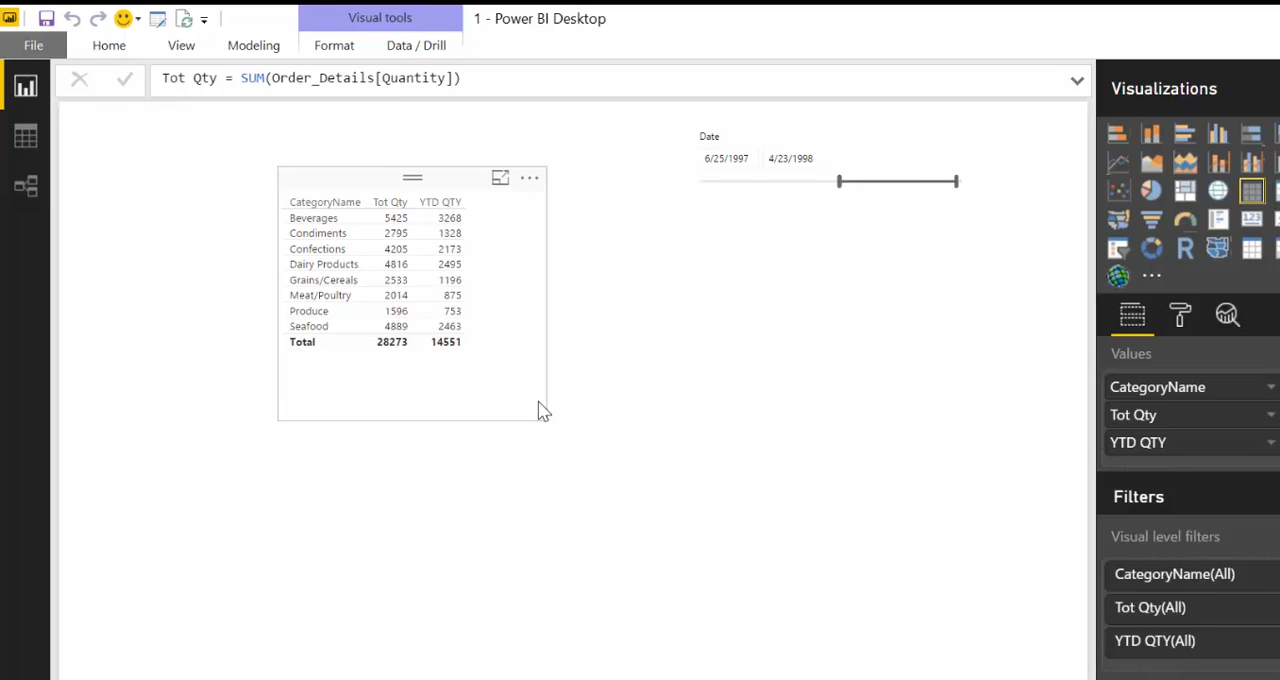 Visual tools
1 - Power BI Desktop
File Home View Modeling Format Data / Drill
Tot Qty = SUM(Order_Details[Quantity])
Visualizations
Date
6/25/1997 4/23/1998
CategoryName Tot Qty YTD QTY
Beverages 5425 3268
Condiments 2795 1328
Confections 4205 2173
Dairy Products 4816 2495
Grains/Cereals 2533 1196
Meat/Poultry 2014 875
Produce 1596 753
Seafood 4889 2463
Total 28273 14551
123
R
Values
CategoryName
Tot Qty
YTD QTY
Filters
Visual level filters
CategoryName(All)
Tot Qty(All)
YTD QTY(All)